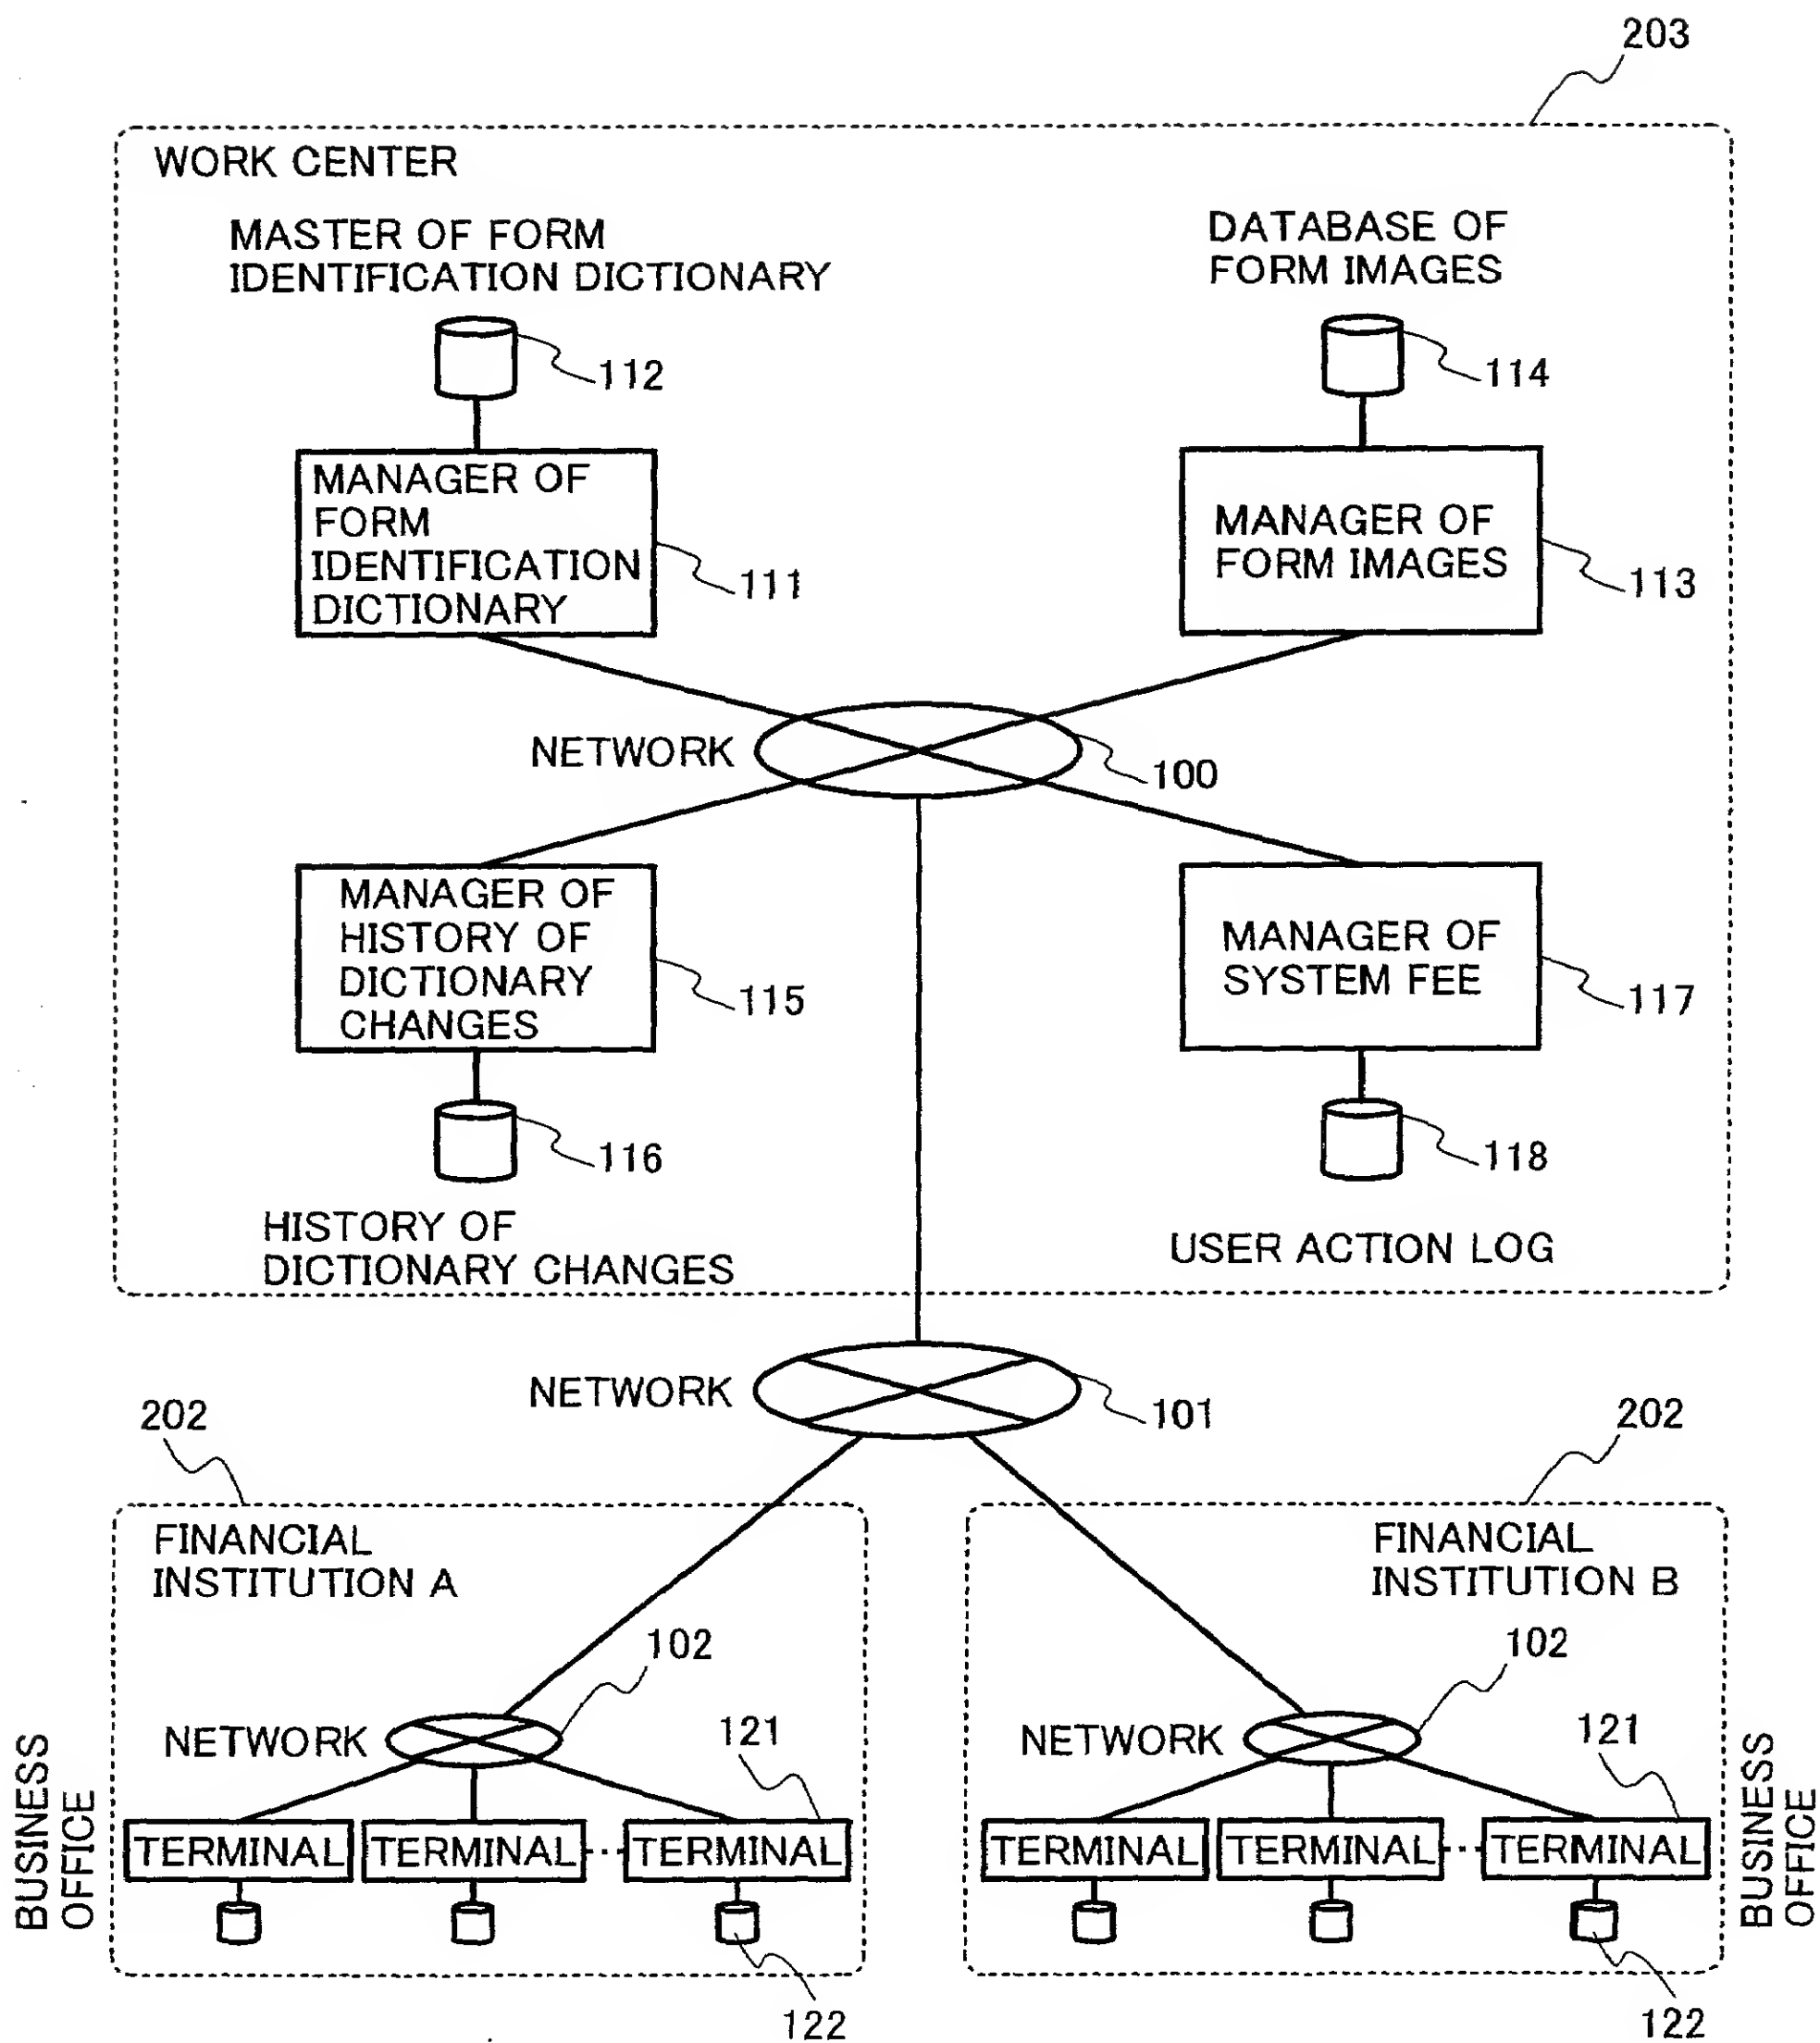 203
WORK CENTER
MASTER OF FORM
IDENTIFICATION DICTIONARY
DATABASE OF
FORM IMAGES
112
114
MANAGER OF
FORM
IDENTIFICATION
DICTIONARY
111
MANAGER OF
FORM IMAGES
113
NETWORK
100
MANAGER OF
HISTORY OF
DICTIONARY
CHANGES
115
MANAGER OF
SYSTEM FEE
117
116
118
HISTORY OF
DICTIONARY CHANGES
USER ACTION LOG
NETWORK
101
202
202
FINANCIAL
INSTITUTION A
FINANCIAL
INSTITUTION B
102
102
NETWORK
121
NETWORK
121
BUSINESS
OFFICE
TERMINAL
TERMINAL
TERMINAL
TERMINAL
TERMINAL
TERMINAL
BUSINESS
OFFICE
122
122